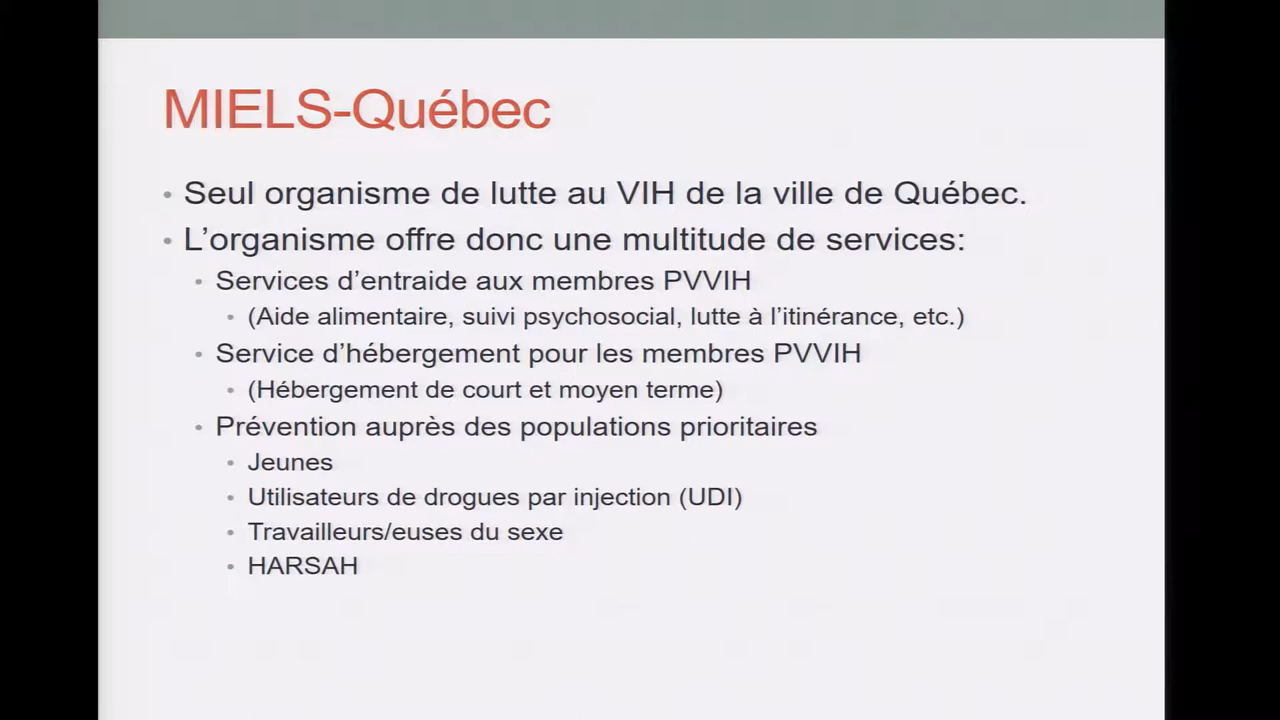 MIELS-Québec
• Seul organisme de lutte au VIH de la ville de Québec.
• L’organisme offre donc une multitude de services:
• Services d’entraide aux membres PVVIH
• (Aide alimentaire, suivi psychosocial, lutte à l’itinérance, etc.)
• Service d’hébergement pour les membres PVVIH
• (Hébergement de court et moyen terme)
• Prévention auprès des populations prioritaires
• Jeunes
• Utilisateurs de drogues par injection (UDI)
• Travailleurs/euses du sexe
• HARSAH